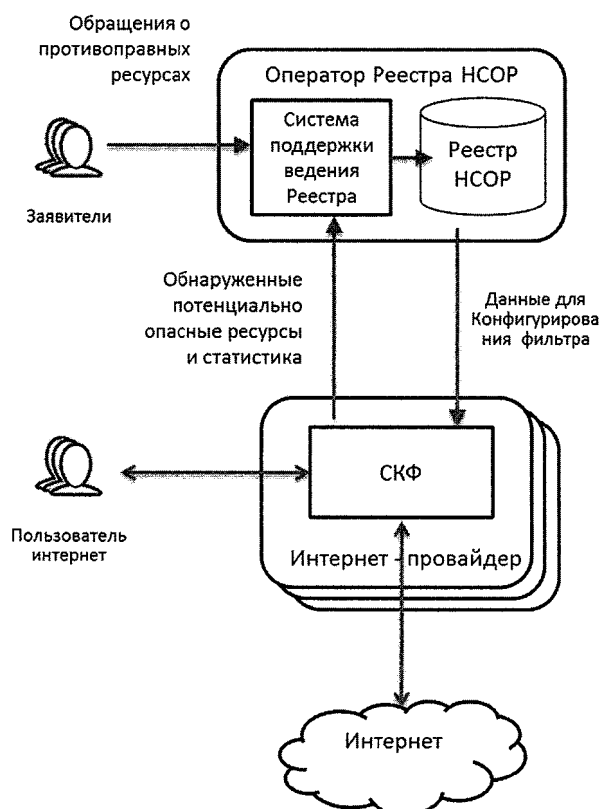 Обращения о
противоправных
ресурсах
Оператор Реестра НСОР
Система
поддержки
ведения
Реестра
Реестр
НСОР
Заявители
Обнаруженные
потенциально
опасные ресурсы
и статистика
Данные для
Конфигурирова
ния фильтра
СКФ
Пользователь
интернет
Интернет - провайдер
Интернет